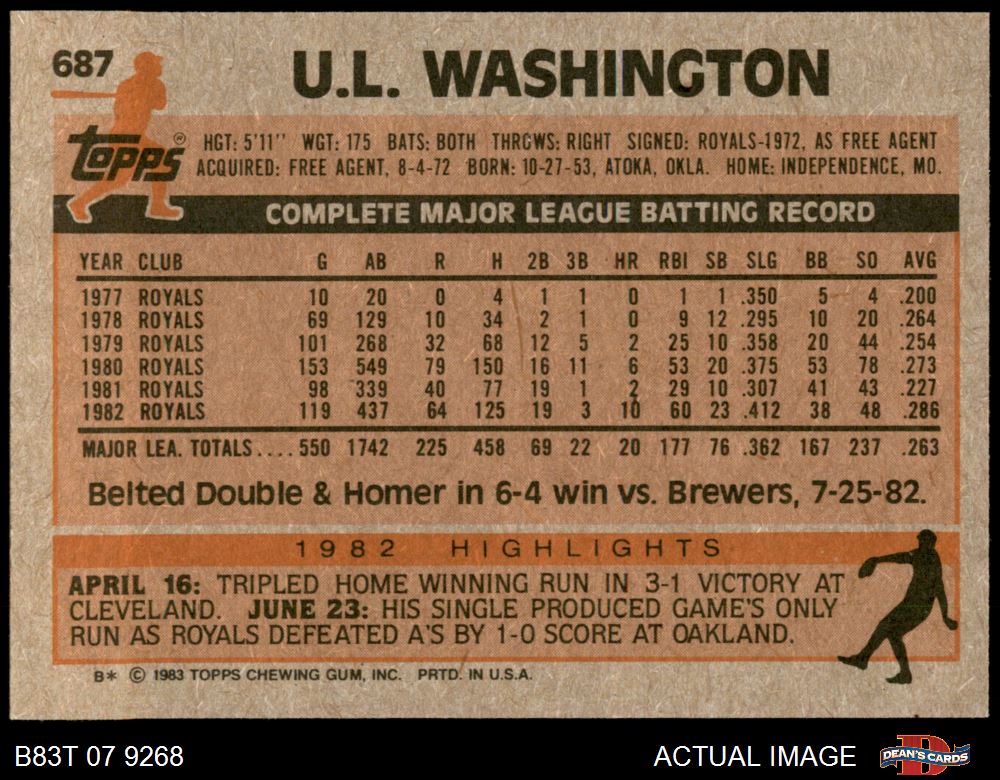 687
U.L. WASHINGTON
topps®
HGT: 5'11" WGT: 175 BATS: BOTH THROWS: RIGHT SIGNED: ROYALS-1972, AS FREE AGENT
ACQUIRED: FREE AGENT, 8-4-72 BORN: 10-27-53, ATOKA, OKLA. HOME: INDEPENDENCE, MO.
COMPLETE MAJOR LEAGUE BATTING RECORD
YEAR CLUB G AB R H 2B 3B HR RBI SB SLG BB SO AVG
1977 ROYALS 10 20 0 4 1 1 0 1 1 .350 5 4 .200
1978 ROYALS 69 129 10 34 2 1 0 9 12 .295 10 20 .264
1979 ROYALS 101 268 32 68 12 5 2 25 10 .358 20 44 .254
1980 ROYALS 153 549 79 150 16 11 6 53 20 .375 53 78 .273
1981 ROYALS 98 339 40 77 19 1 2 29 10 .307 41 43 .227
1982 ROYALS 119 437 64 125 19 3 10 60 23 .412 38 48 .286
MAJOR LEA. TOTALS.... 550 1742 225 458 69 22 20 177 76 .362 167 237 .263
Belted Double & Homer in 6-4 win vs. Brewers, 7-25-82.
1982 HIGHLIGHTS
APRIL 16: TRIPLED HOME WINNING RUN IN 3-1 VICTORY AT
CLEVELAND. JUNE 23: HIS SINGLE PRODUCED GAME'S ONLY
RUN AS ROYALS DEFEATED A'S BY 1-0 SCORE AT OAKLAND.
B* © 1983 TOPPS CHEWING GUM, INC. PRTD. IN U.S.A.
B83T 07 9268 ACTUAL IMAGE
D
DEAN'S CARDS